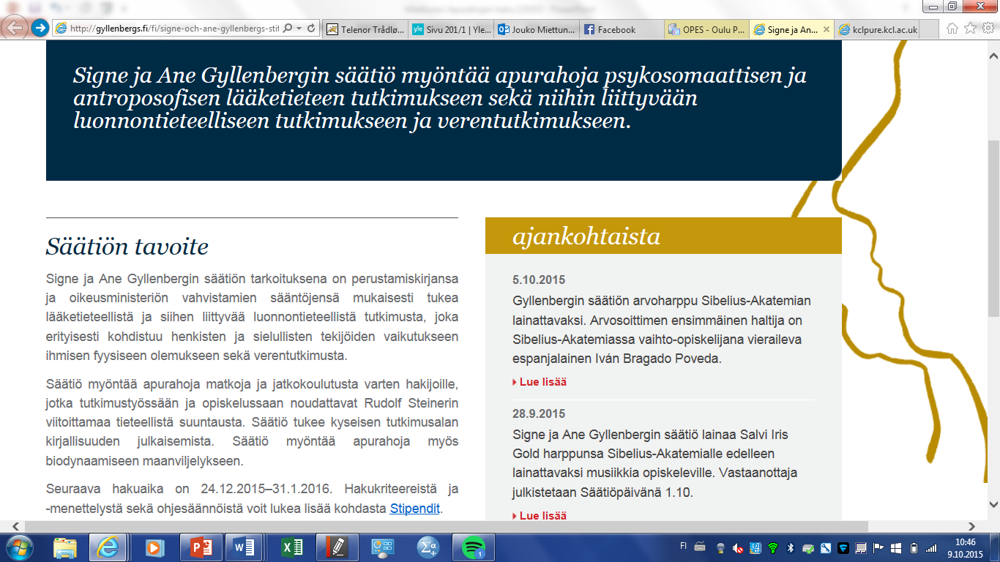 http://gyllenbergs.fi/fi/signe-och-ane-gyllenbergs-stif
Telenor Trådlø...
Sivu 201/1 | Yle...
Jouko Miettun...
Facebook
OPES - Oulu P...
Signe ja An...
kclpure.kcl.ac.uk
Signe ja Ane Gyllenbergin säätiö myöntää apurahoja psykosomaattisen ja
antroposofisen lääketieteen tutkimukseen sekä niihin liittyvään
luonnontieteelliseen tutkimukseen ja verentutkimukseen.
Säätiön tavoite
Signe ja Ane Gyllenbergin säätiön tarkoituksena on perustamiskirjansa
ja oikeusministeriön vahvistamien sääntöjensä mukaisesti tukea
lääketieteellistä ja siihen liittyvää luonnontieteellistä tutkimusta, joka
erityisesti kohdistuu henkisten ja sielullisten tekijöiden vaikutukseen
ihmisen fyysiseen olemukseen sekä verentutkimusta.
Säätiö myöntää apurahoja matkoja ja jatkokoulutusta varten hakijoille,
jotka tutkimustyössään ja opiskelussaan noudattavat Rudolf Steinerin
viitoittamaa tieteellistä suuntausta. Säätiö tukee kyseisen tutkimusalan
kirjallisuuden julkaisemista. Säätiö myöntää apurahoja myös
biodynaamiseen maanviljelykseen.
Seuraava hakuaika on 24.12.2015–31.1.2016. Hakukriteereistä ja
-menettelystä sekä ohjesäännöistä voit lukea lisää kohdasta Stipendit.
ajankohtaista
5.10.2015
Gyllenbergin säätiön arvoharppu Sibelius-Akatemian
lainattavaksi. Arvosoittimen ensimmäinen haltija on
Sibelius-Akatemiassa vaihto-opiskelijana vieraileva
espanjalainen Iván Bragado Poveda.
Lue lisää
28.9.2015
Signe ja Ane Gyllenbergin säätiö lainaa Salvi Iris
Gold harppunsa Sibelius-Akatemialle edelleen
lainattavaksi musiikkia opiskeleville. Vastaanottaja
julkistetaan Säätiöpäivänä 1.10.
Lue lisää
FI
10:46
9.10.2015